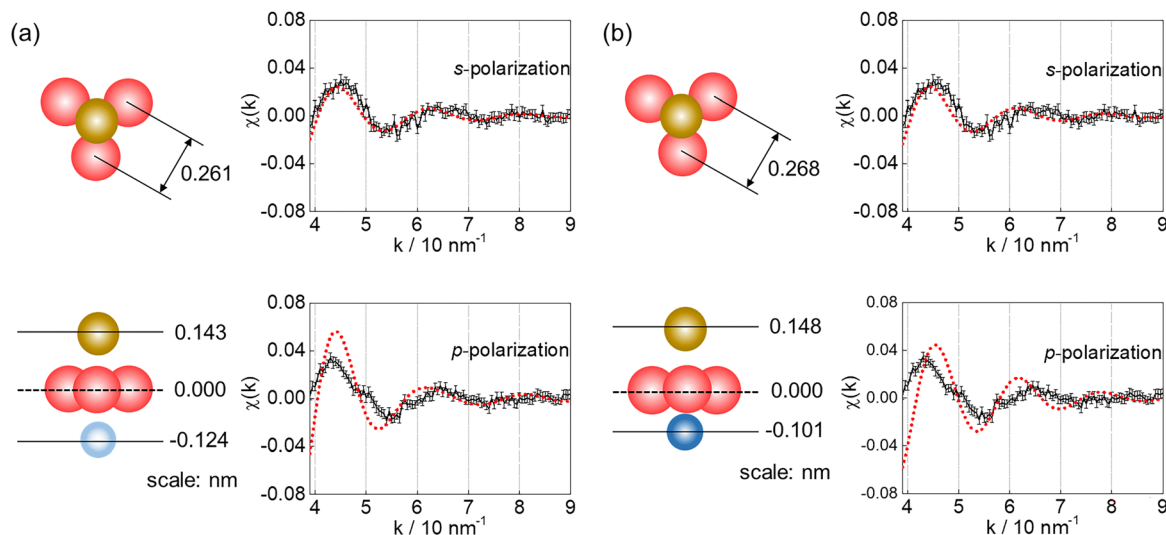 (a)
0.261
0.08
0.04
0.00
-0.04
-0.08
χ(k)
s-polarization
4 5 6 7 8 9
k / 10 nm⁻¹
0.143
0.000
-0.124
scale: nm
0.08
0.04
0.00
-0.04
-0.08
χ(k)
p-polarization
4 5 6 7 8 9
k / 10 nm⁻¹
(b)
0.268
0.08
0.04
0.00
-0.04
-0.08
χ(k)
s-polarization
4 5 6 7 8 9
k / 10 nm⁻¹
0.148
0.000
-0.101
scale: nm
0.08
0.04
0.00
-0.04
-0.08
χ(k)
p-polarization
4 5 6 7 8 9
k / 10 nm⁻¹